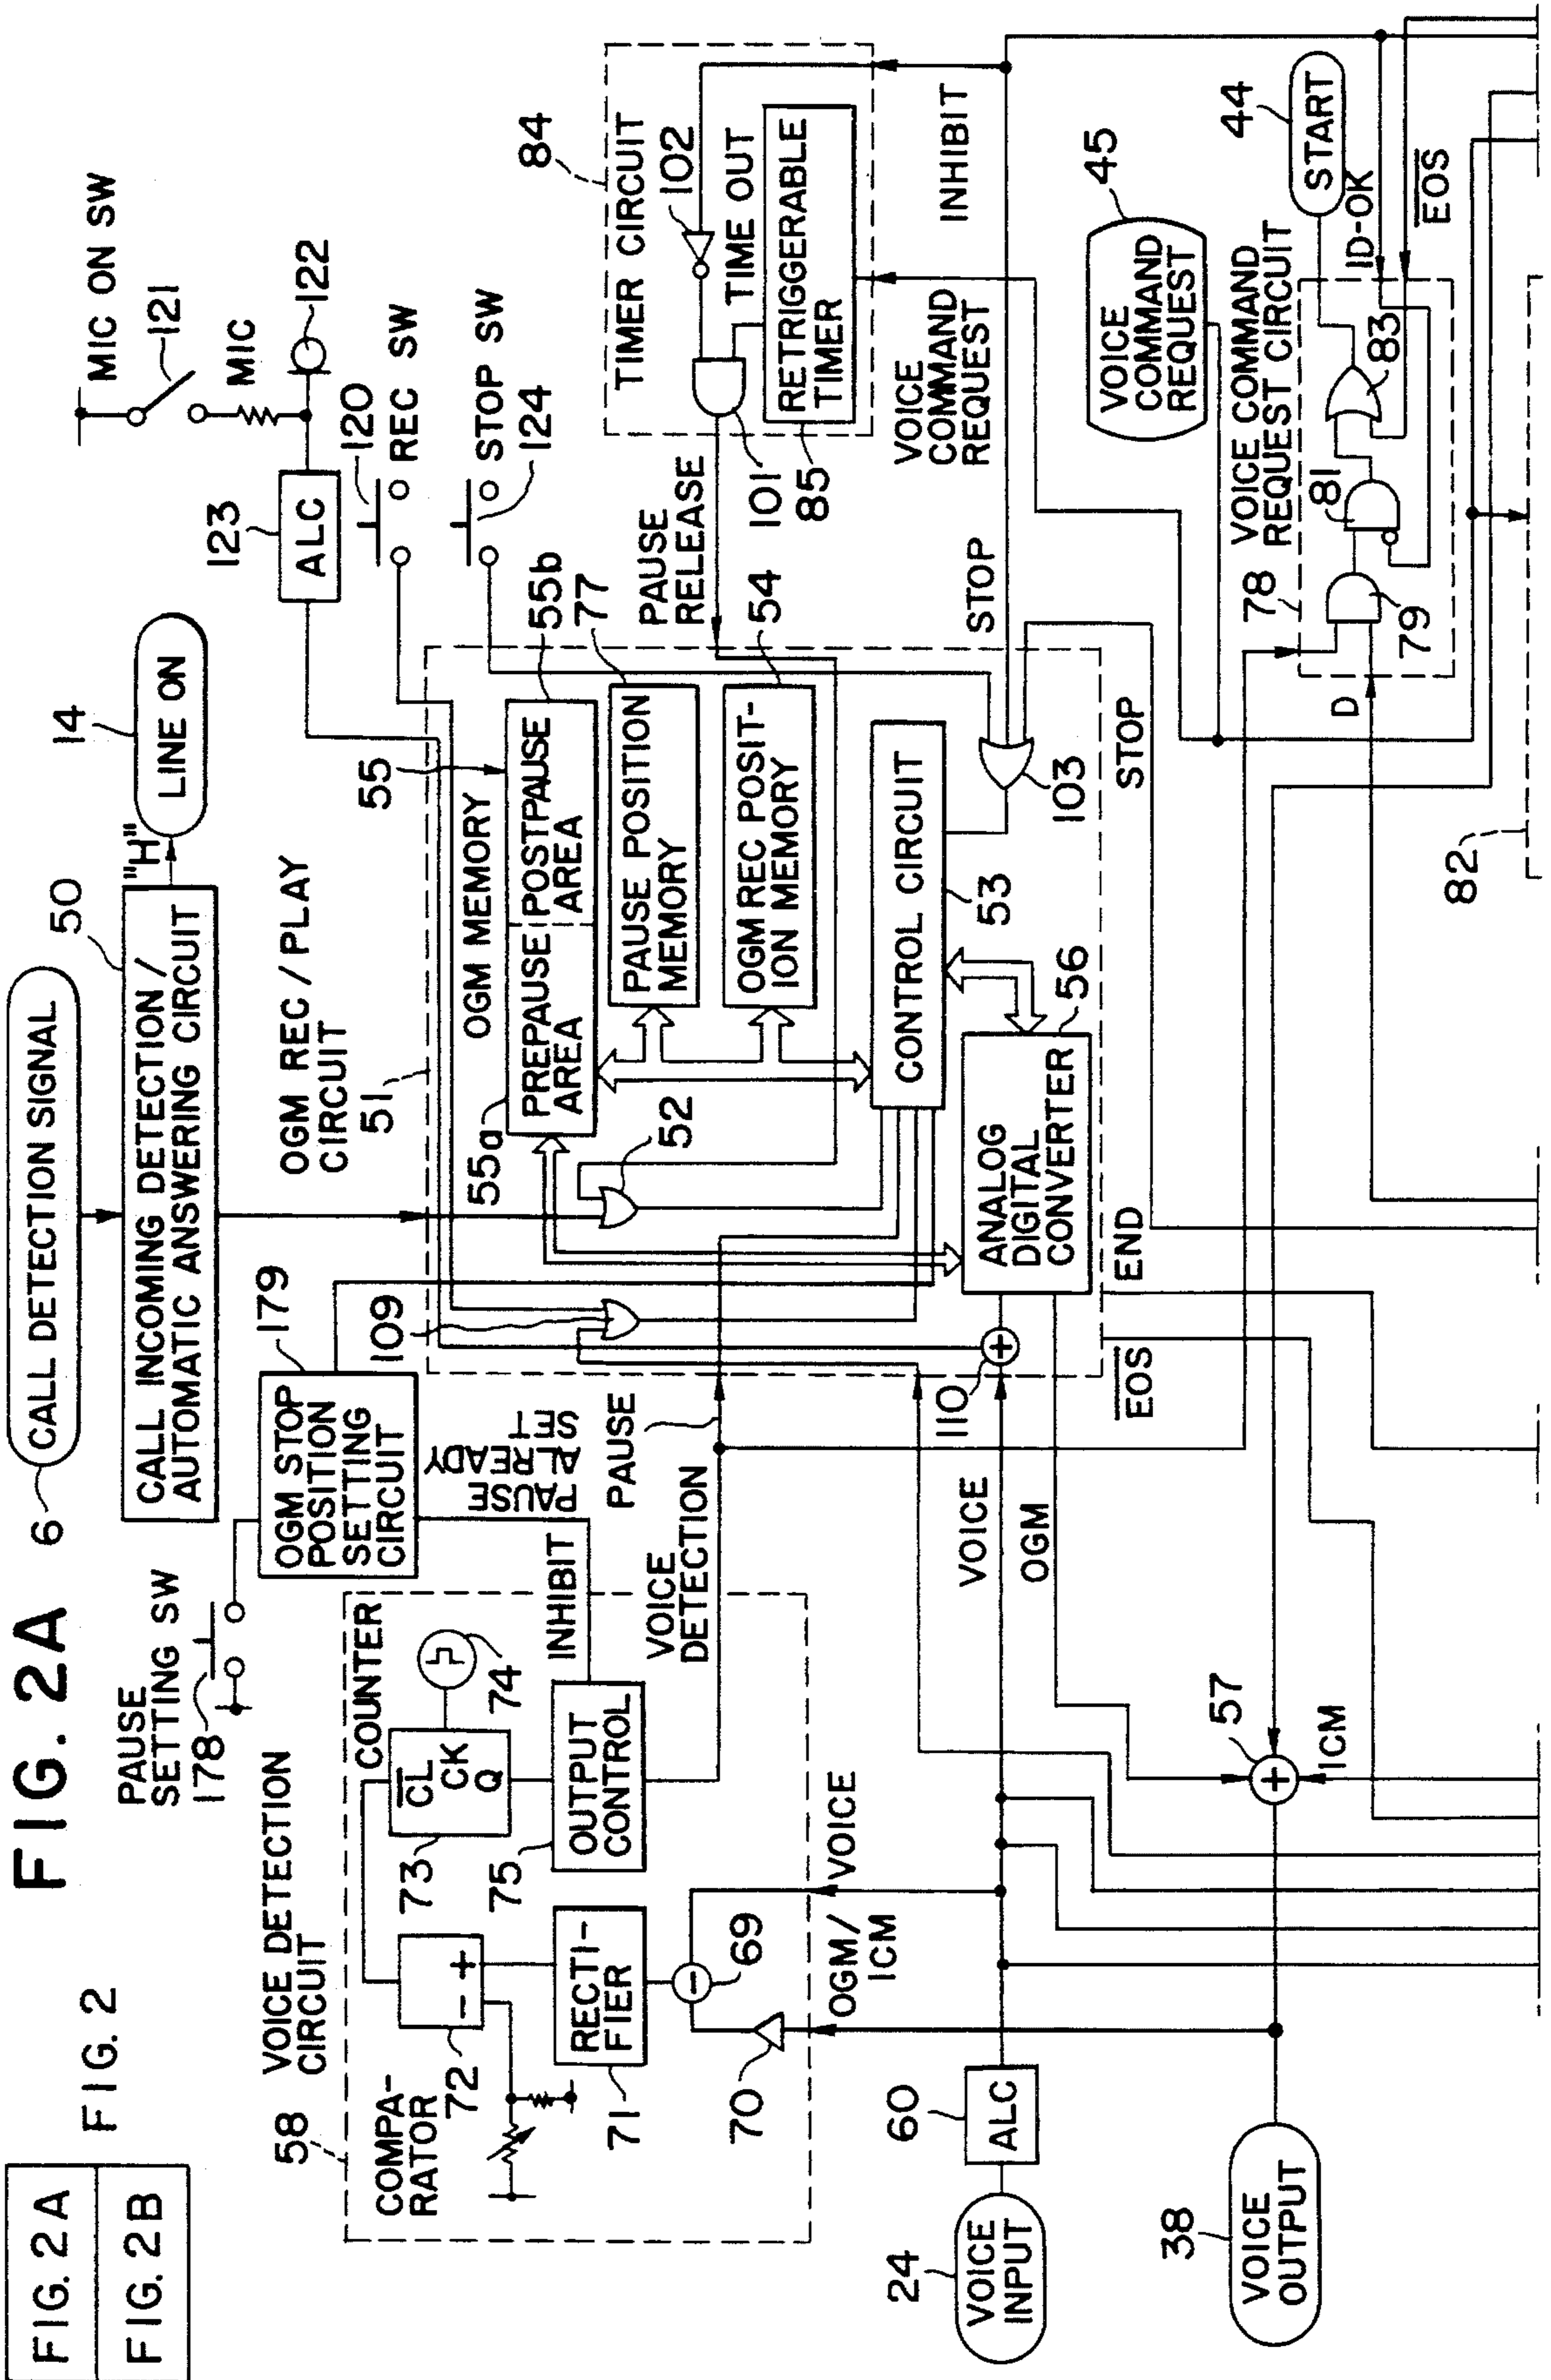 FIG. 2A
FIG. 2B
FIG. 2
FIG. 2A
6
CALL DETECTION SIGNAL
50
CALL INCOMING DETECTION /
AUTOMATIC ANSWERING CIRCUIT
"H"
14
LINE ON
PAUSE
SETTING SW
178
179
OGM STOP
POSITION
SETTING
CIRCUIT
PAUSE
ALREADY
SET
INHIBIT
58
VOICE DETECTION
CIRCUIT
COMPA-
RATOR
72
- +
71
RECTI-
FIER
70
69
73
COUNTER
CL
CK
Q
74
75
OUTPUT
CONTROL
VOICE
DETECTION
PAUSE
OGM/
ICM
VOICE
OGM REC / PLAY
CIRCUIT
51
109
52
OGM MEMORY
55
55a
55b
PREPAUSE
AREA
POSTPAUSE
AREA
77
PAUSE POSITION
MEMORY
54
OGM REC POSIT-
ION MEMORY
CONTROL CIRCUIT
53
56
ANALOG
DIGITAL
CONVERTER
110
+
103
123
ALC
MIC
122
MIC ON SW
121
120
REC SW
STOP SW
124
PAUSE
RELEASE
84
TIMER CIRCUIT
102
TIME OUT
101
RETRIGGERABLE
TIMER
85
INHIBIT
VOICE
COMMAND
REQUEST
STOP
STOP
45
VOICE
COMMAND
REQUEST
44
START
ID-OK
EOS
VOICE COMMAND
REQUEST CIRCUIT
78
79
81
83
D
82
24
VOICE
INPUT
60
ALC
VOICE
OGM
EOS
END
38
VOICE
OUTPUT
57
+
ICM